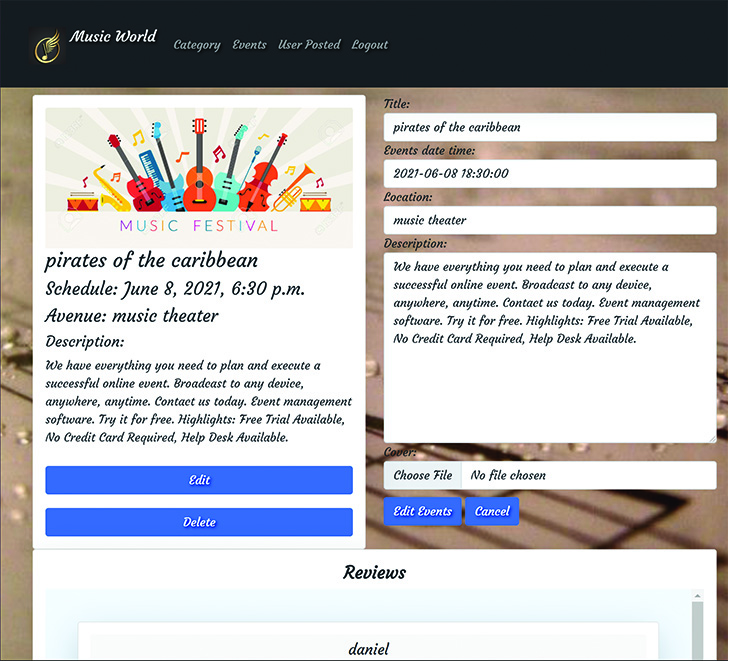 Music World
Category Events User Posted Logout
MUSIC FESTIVAL
pirates of the caribbean
Schedule: June 8, 2021, 6:30 p.m.
Avenue: music theater
Description:
We have everything you need to plan and execute a
successful online event. Broadcast to any device,
anywhere, anytime. Contact us today. Event management
software. Try it for free. Highlights: Free Trial Available,
No Credit Card Required, Help Desk Available.
Edit
Delete
Title:
pirates of the caribbean
Events date time:
2021-06-08 18:30:00
Location:
music theater
Description:
We have everything you need to plan and execute a
successful online event. Broadcast to any device,
anywhere, anytime. Contact us today. Event management
software. Try it for free. Highlights: Free Trial Available,
No Credit Card Required, Help Desk Available.
Cover:
Choose File No file chosen
Edit Events Cancel
Reviews
daniel